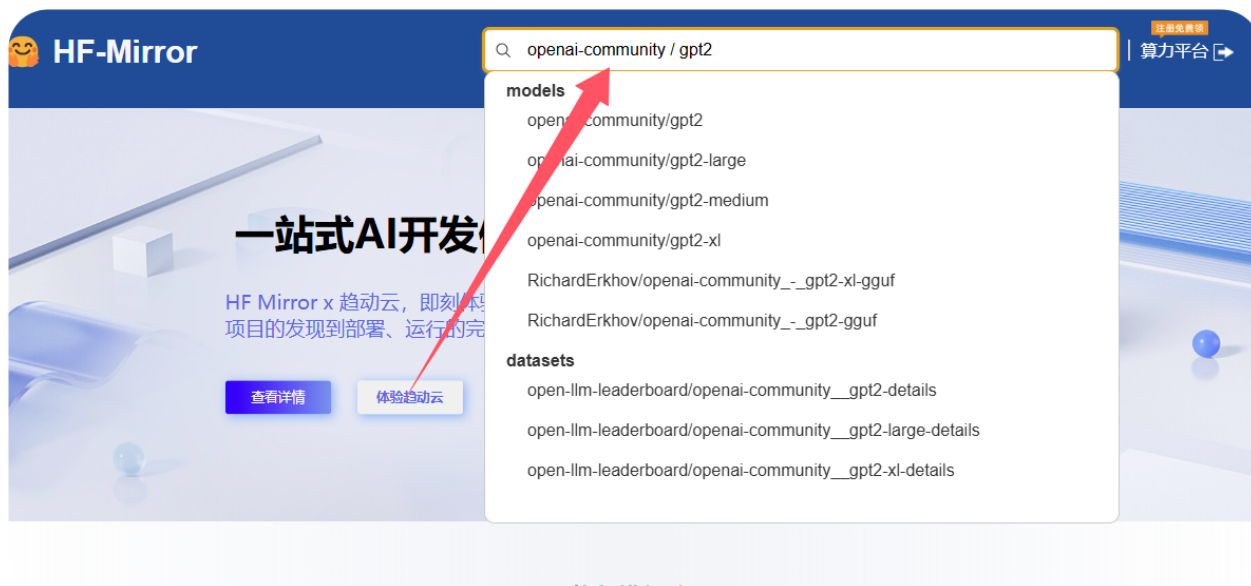 HF-Mirror
openai-community / gpt2
注册免费领
算力平台
models
openai-community/gpt2
openai-community/gpt2-large
openai-community/gpt2-medium
openai-community/gpt2-xl
RichardErkhov/openai-community_-_gpt2-xl-gguf
RichardErkhov/openai-community_-_gpt2-gguf
datasets
open-llm-leaderboard/openai-community__gpt2-details
open-llm-leaderboard/openai-community__gpt2-large-details
open-llm-leaderboard/openai-community__gpt2-xl-details
一站式AI开发
HF Mirror x 趋动云，即刻体
项目的发现到部署、运行的完
查看详情
体验趋动云